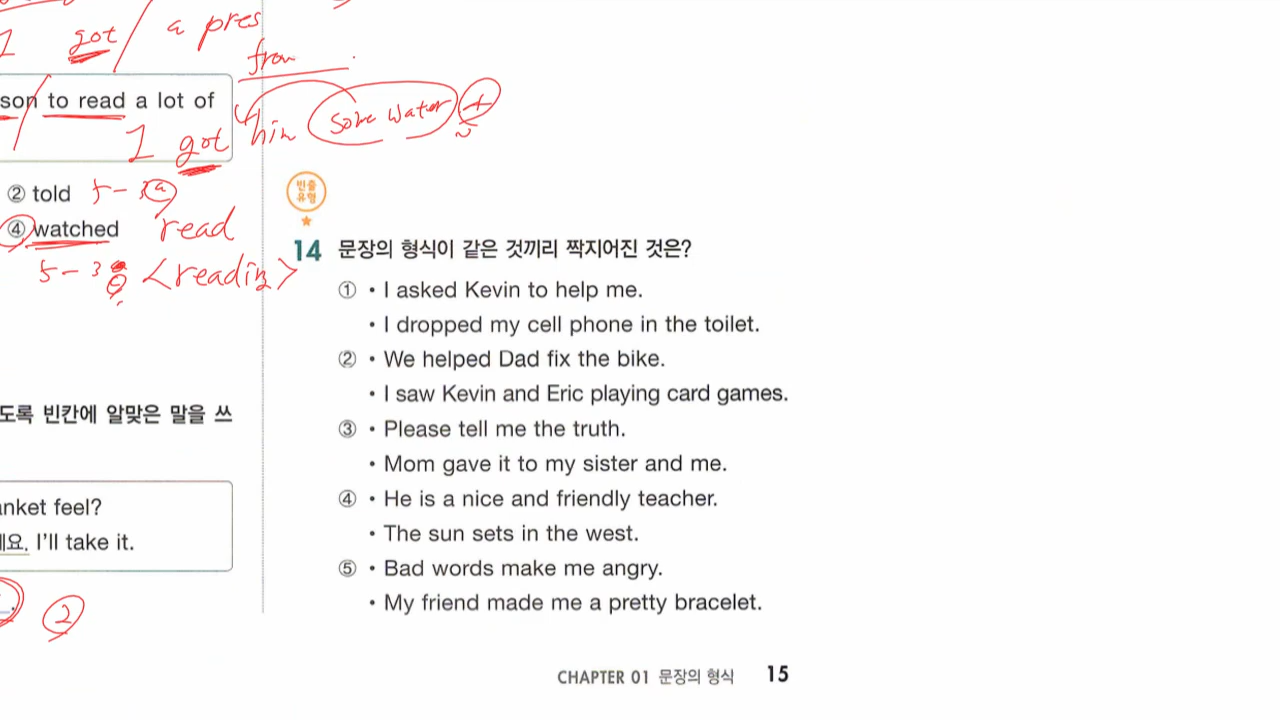 I got / a pres
from
son to read a lot of
I got him some water 4
② told 5-3 a
④ watched read
5-3 <reading>
빈출
유형
14 문장의 형식이 같은 것끼리 짝지어진 것은?
① • I asked Kevin to help me.
• I dropped my cell phone in the toilet.
② • We helped Dad fix the bike.
• I saw Kevin and Eric playing card games.
③ • Please tell me the truth.
• Mom gave it to my sister and me.
④ • He is a nice and friendly teacher.
• The sun sets in the west.
⑤ • Bad words make me angry.
• My friend made me a pretty bracelet.
도록 빈칸에 알맞은 말을 쓰
anket feel?
데요. I'll take it.
②
CHAPTER 01 문장의 형식 15